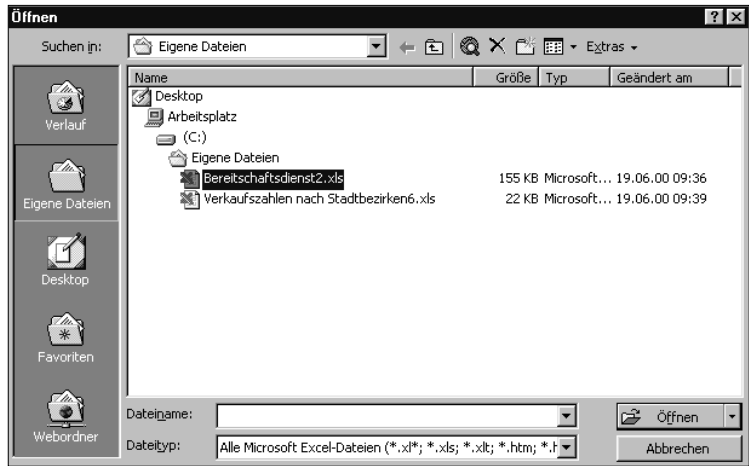 Öffnen
Suchen in: Eigene Dateien Extras
Name Größe Typ Geändert am
Desktop
Arbeitsplatz
(C:)
Eigene Dateien
Bereitschaftsdienst2.xls 155 KB Microsoft... 19.06.00 09:36
Verkaufszahlen nach Stadtbezirken6.xls 22 KB Microsoft... 19.06.00 09:39
Verlauf
Eigene Dateien
Desktop
Favoriten
Webordner
Dateiname: Öffnen
Dateityp: Alle Microsoft Excel-Dateien (*.xl*; *.xls; *.xlt; *.htm; *.h Abbrechen